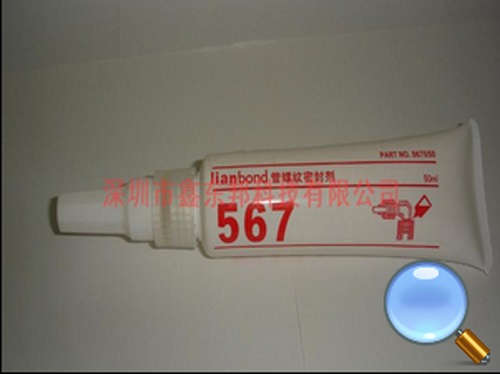 PART NO. 567050
lianbond 管螺纹密封剂
50ml
深圳市鑫东邦科技有限公司
567